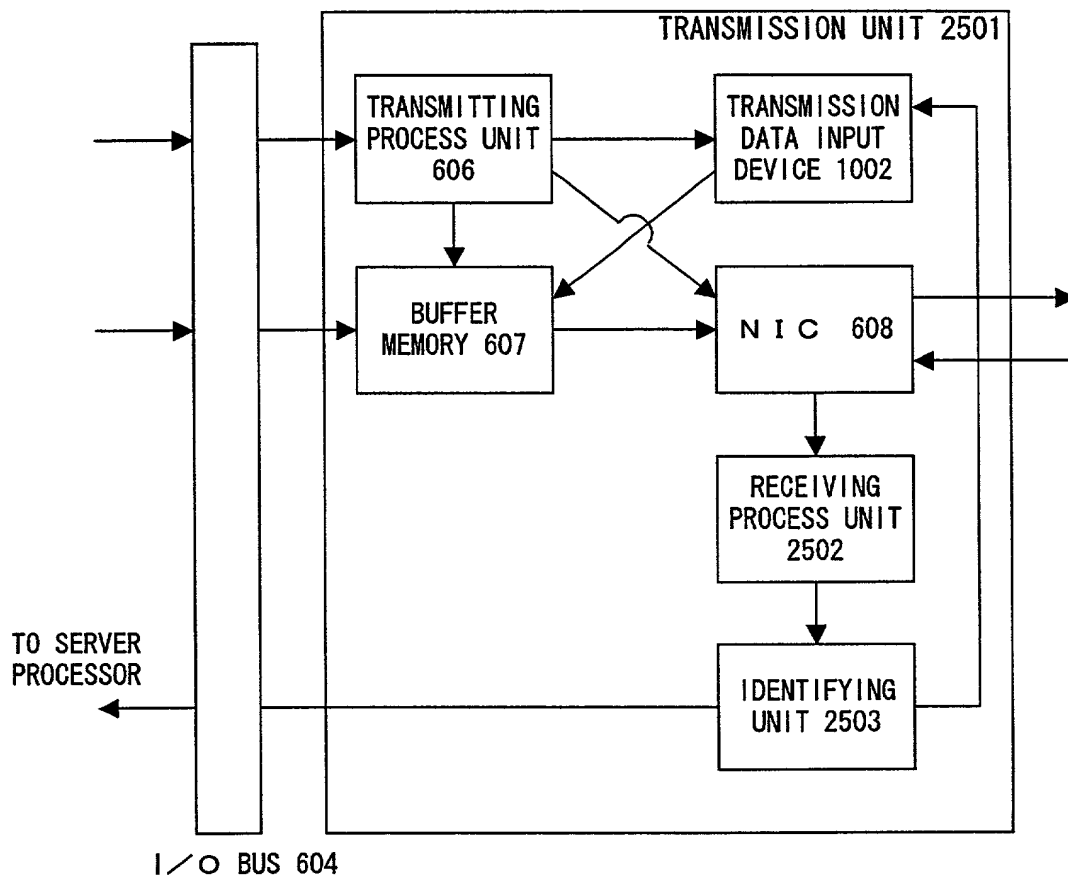 TRANSMISSION UNIT 2501
TRANSMITTING
PROCESS UNIT
606
TRANSMISSION
DATA INPUT
DEVICE 1002
BUFFER
MEMORY 607
NIC 608
RECEIVING
PROCESS UNIT
2502
TO SERVER
PROCESSOR
IDENTIFYING
UNIT 2503
I/O BUS 604